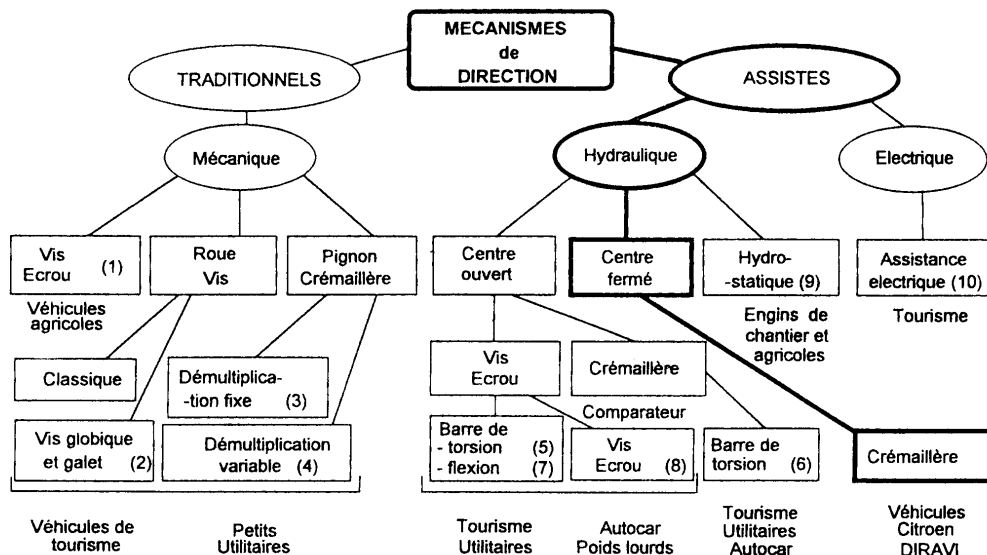 MECANISMES
de
DIRECTION
TRADITIONNELS
ASSISTES
Mécanique
Hydraulique
Electrique
Vis
Ecrou (1)
Roue
Vis
Pignon
Crémaillère
Centre
ouvert
Centre
fermé
Hydro-
-statique (9)
Assistance
electrique (10)
Véhicules
agricoles
Engins de
chantier et
agricoles
Tourisme
Classique
Démultiplica-
-tion fixe (3)
Vis
Ecrou
Crémaillère
Comparateur
Vis globique
et galet (2)
Démultiplication
variable (4)
Barre de
- torsion (5)
- flexion (7)
Vis
Ecrou (8)
Barre de
torsion (6)
Crémaillère
Véhicules de
tourisme
Petits
Utilitaires
Tourisme
Utilitaires
Autocar
Poids lourds
Tourisme
Utilitaires
Autocar
Véhicules
Citroen
DIRAVI